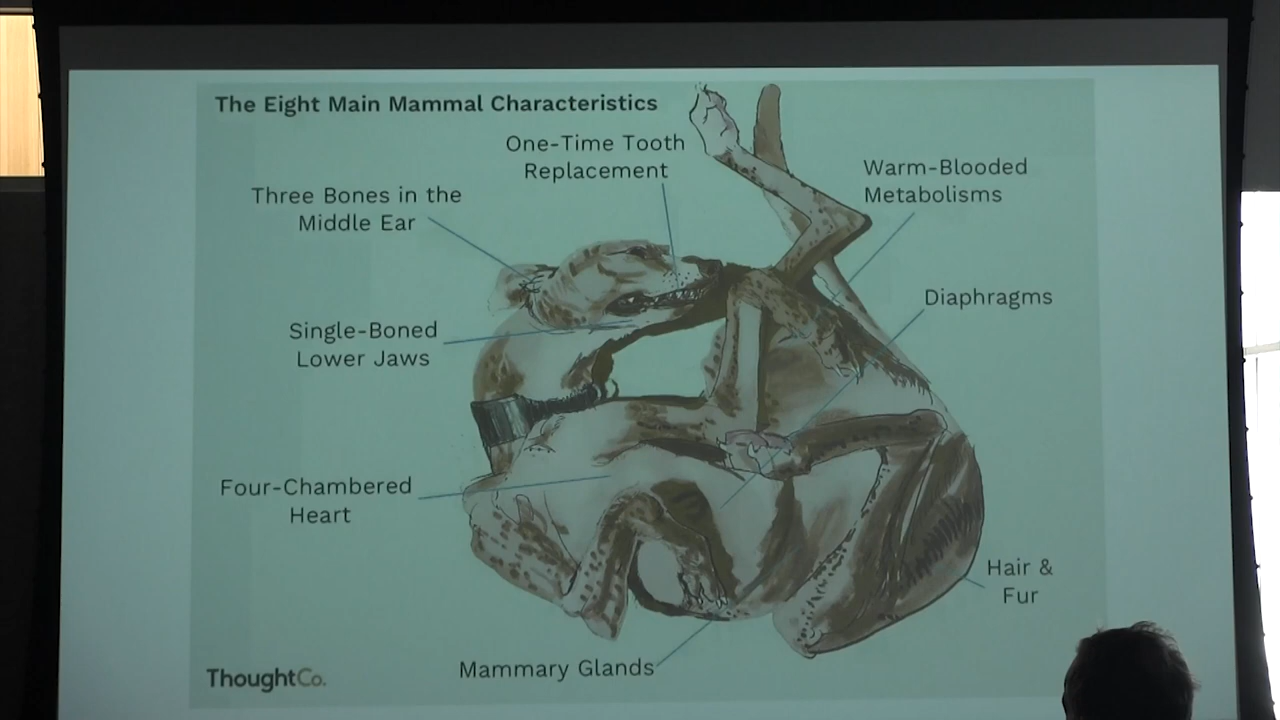 The Eight Main Mammal Characteristics
One-Time Tooth
Replacement
Warm-Blooded
Metabolisms
Three Bones in the
Middle Ear
Diaphragms
Single-Boned
Lower Jaws
Four-Chambered
Heart
Hair &
Fur
Mammary Glands
ThoughtCo.